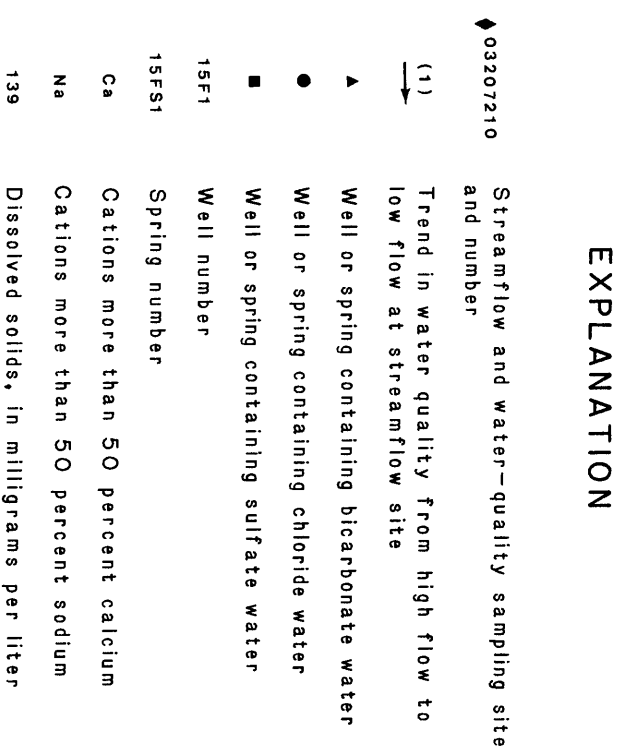 EXPLANATION
03207210 Streamflow and water-quality sampling site
and number
(1) Trend in water quality from high flow to
low flow at streamflow site
Well or spring containing bicarbonate water
Well or spring containing chloride water
Well or spring containing sulfate water
15F1 Well number
15FS1 Spring number
Ca Cations more than 50 percent calcium
Na Cations more than 50 percent sodium
139 Dissolved solids, in milligrams per liter